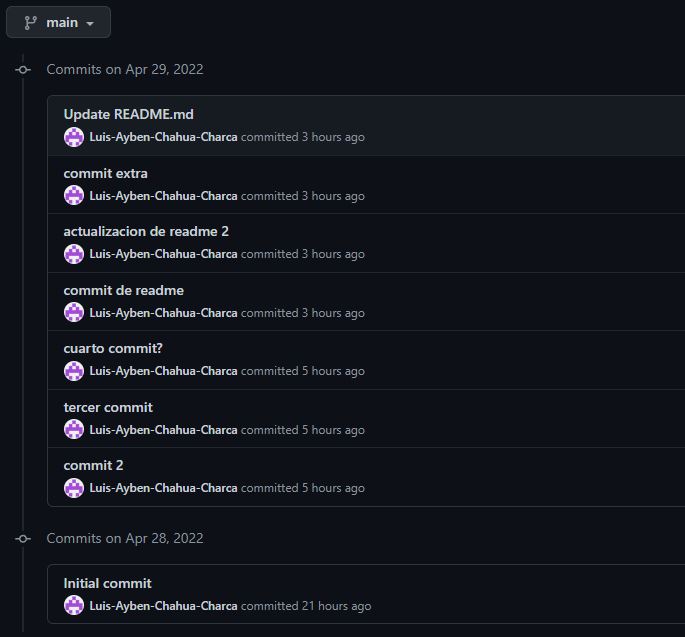 main
Commits on Apr 29, 2022
Update README.md
Luis-Ayben-Chahua-Charca committed 3 hours ago
commit extra
Luis-Ayben-Chahua-Charca committed 3 hours ago
actualizacion de readme 2
Luis-Ayben-Chahua-Charca committed 3 hours ago
commit de readme
Luis-Ayben-Chahua-Charca committed 3 hours ago
cuarto commit?
Luis-Ayben-Chahua-Charca committed 5 hours ago
tercer commit
Luis-Ayben-Chahua-Charca committed 5 hours ago
commit 2
Luis-Ayben-Chahua-Charca committed 5 hours ago
Commits on Apr 28, 2022
Initial commit
Luis-Ayben-Chahua-Charca committed 21 hours ago